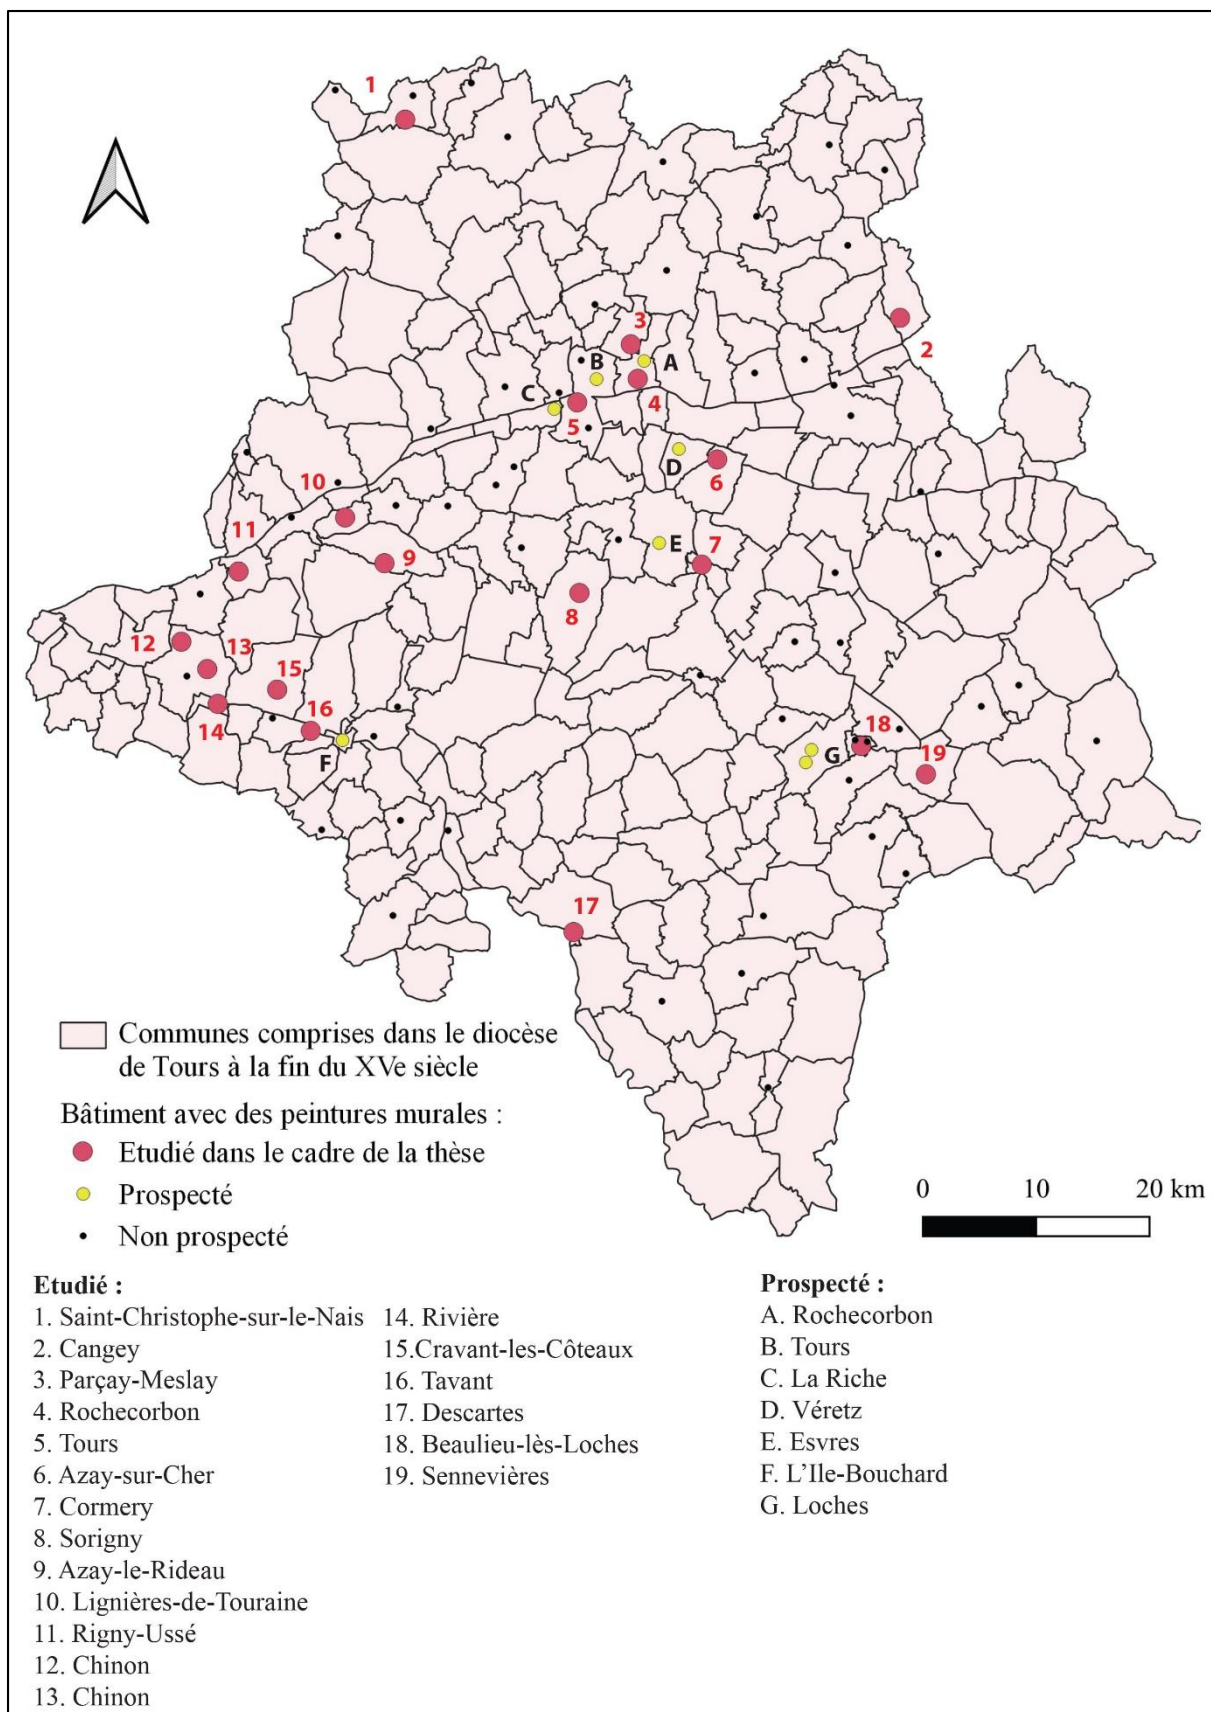 1
2
3
A
B
C
4
5
D
6
10
11
E
7
9
8
12
13
15
16
14
F
18
G
19
17
Communes comprises dans le diocèse
de Tours à la fin du XVe siècle
Bâtiment avec des peintures murales :
Etudié dans le cadre de la thèse
Prospecté
Non prospecté
0 10 20 km
Etudié :
1. Saint-Christophe-sur-le-Nais
2. Cangey
3. Parçay-Meslay
4. Rochecorbon
5. Tours
6. Azay-sur-Cher
7. Cormery
8. Sorigny
9. Azay-le-Rideau
10. Lignières-de-Touraine
11. Rigny-Ussé
12. Chinon
13. Chinon
14. Rivière
15.Cravant-les-Côteaux
16. Tavant
17. Descartes
18. Beaulieu-lès-Loches
19. Sennevières
Prospecté :
A. Rochecorbon
B. Tours
C. La Riche
D. Véretz
E. Esvres
F. L'Ile-Bouchard
G. Loches